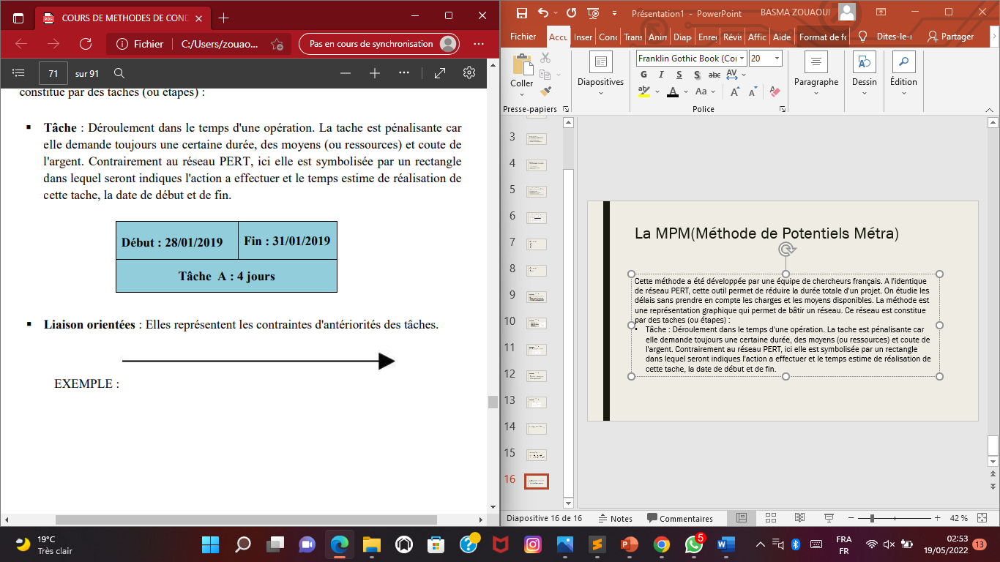 COURS DE METHODES DE CON
Fichier
C:/Users/zouao...
Pas en cours de synchronisation
71
sur 91
constitue par des taches (ou étapes) :
▪ Tâche : Déroulement dans le temps d'une opération. La tache est pénalisante car
elle demande toujours une certaine durée, des moyens (ou ressources) et coute de
l'argent. Contrairement au réseau PERT, ici elle est symbolisée par un rectangle
dans lequel seront indiques l'action a effectuer et le temps estime de réalisation de
cette tache, la date de début et de fin.
Début : 28/01/2019
Fin : 31/01/2019
Tâche A : 4 jours
▪ Liaison orientées : Elles représentent les contraintes d'antériorités des tâches.
EXEMPLE :
Présentation1 - PowerPoint
BASMA ZOUAOUI
Fichier
Accu
Inser
Conc
Trans
Anim
Diap
Enre
Révis
Affic
Aide
Format de fo
Dites-le-
Partager
Coller
Presse-papiers
Diapositives
Franklin Gothic Book (Cor
20
G I S S abc AV
aby A Aa A A
Police
Paragraphe
Dessin
Édition
3
4
5
6
7
8
9
10
11
12
13
14
15
16
La MPM(Méthode de Potentiels Métra)
Cette méthode a été développée par une équipe de chercheurs français. A l'identique
de réseau PERT, cette outil permet de réduire la durée totale d'un projet. On étudie les
délais sans prendre en compte les charges et les moyens disponibles. La méthode est
une représentation graphique qui permet de bâtir un réseau. Ce réseau est constitue
par des taches (ou étapes) :
• Tâche : Déroulement dans le temps d'une opération. La tache est pénalisante car
elle demande toujours une certaine durée, des moyens (ou ressources) et coute de
l'argent. Contrairement au réseau PERT, ici elle est symbolisée par un rectangle
dans lequel seront indiques l'action a effectuer et le temps estime de réalisation de
cette tache, la date de début et de fin.
Diapositive 16 de 16
Notes
Commentaires
42 %
19°C
Très clair
5
FRA
FR
02:53
19/05/2022
13